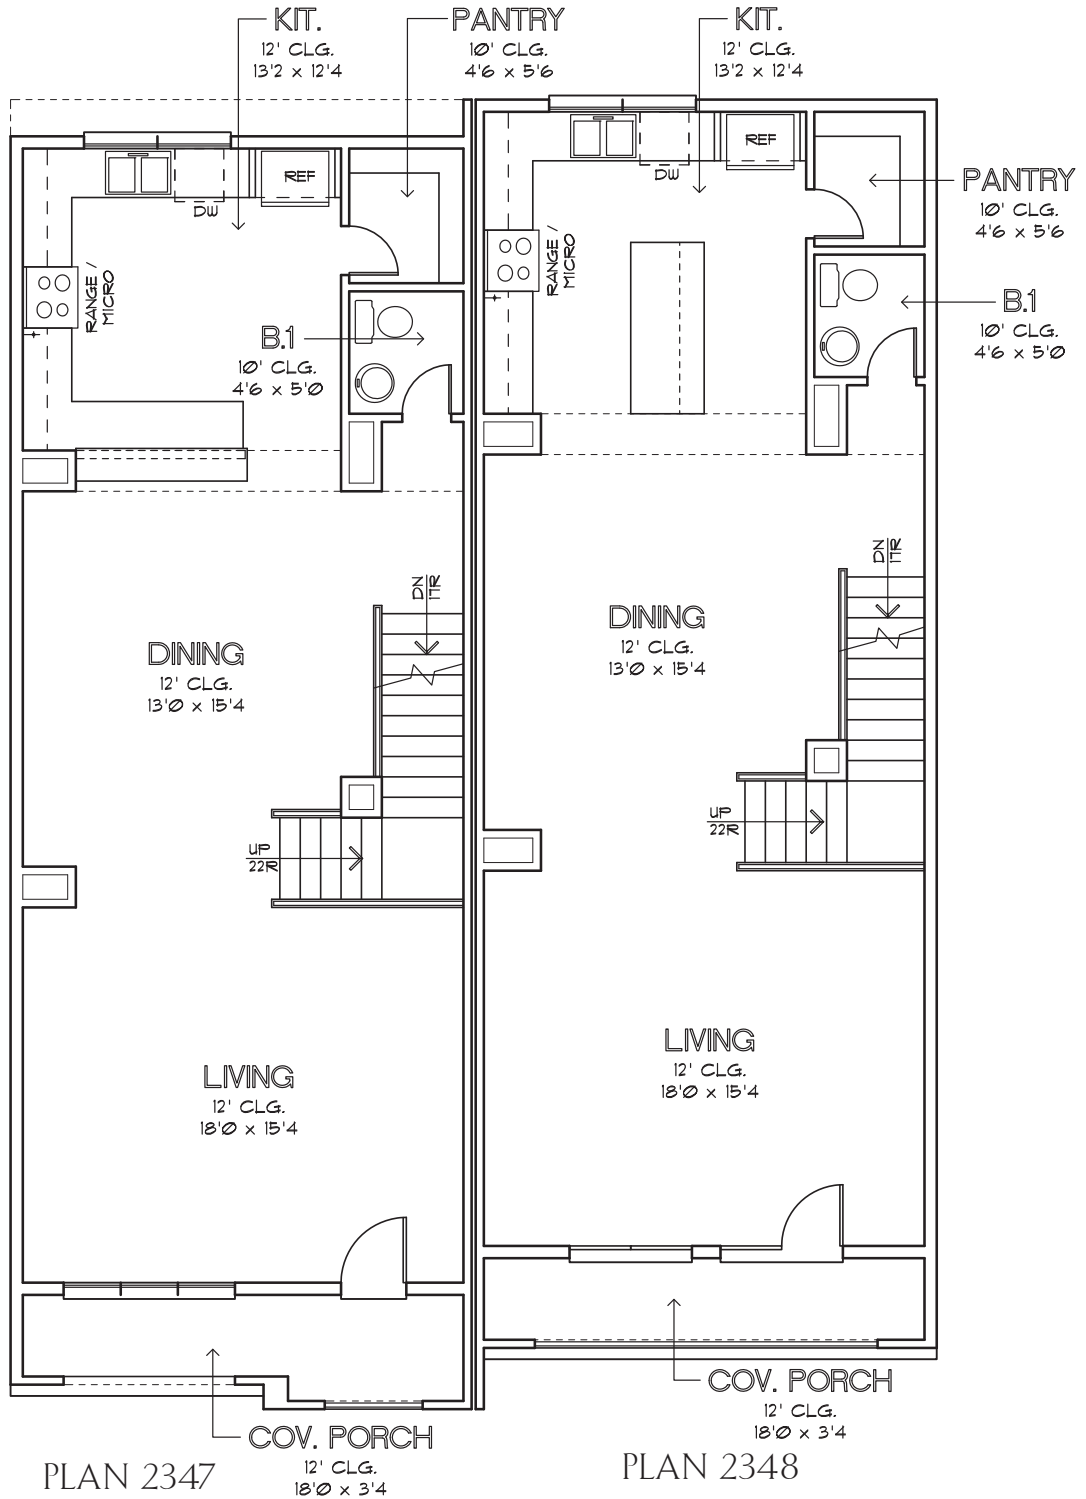 KIT.
12' CLG.
13'2 x 12'4
PANTRY
10' CLG.
4'6 x 5'6
REF
DW
RANGE /
MICRO
B.1
10' CLG.
4'6 x 5'0
DN
17R
DINING
12' CLG.
13'0 x 15'4
UP
22R
LIVING
12' CLG.
18'0 x 15'4
COV. PORCH
12' CLG.
18'0 x 3'4
PLAN 2347
KIT.
12' CLG.
13'2 x 12'4
REF
DW
PANTRY
10' CLG.
4'6 x 5'6
RANGE /
MICRO
B.1
10' CLG.
4'6 x 5'0
DN
17R
DINING
12' CLG.
13'0 x 15'4
UP
22R
LIVING
12' CLG.
18'0 x 15'4
COV. PORCH
12' CLG.
18'0 x 3'4
PLAN 2348